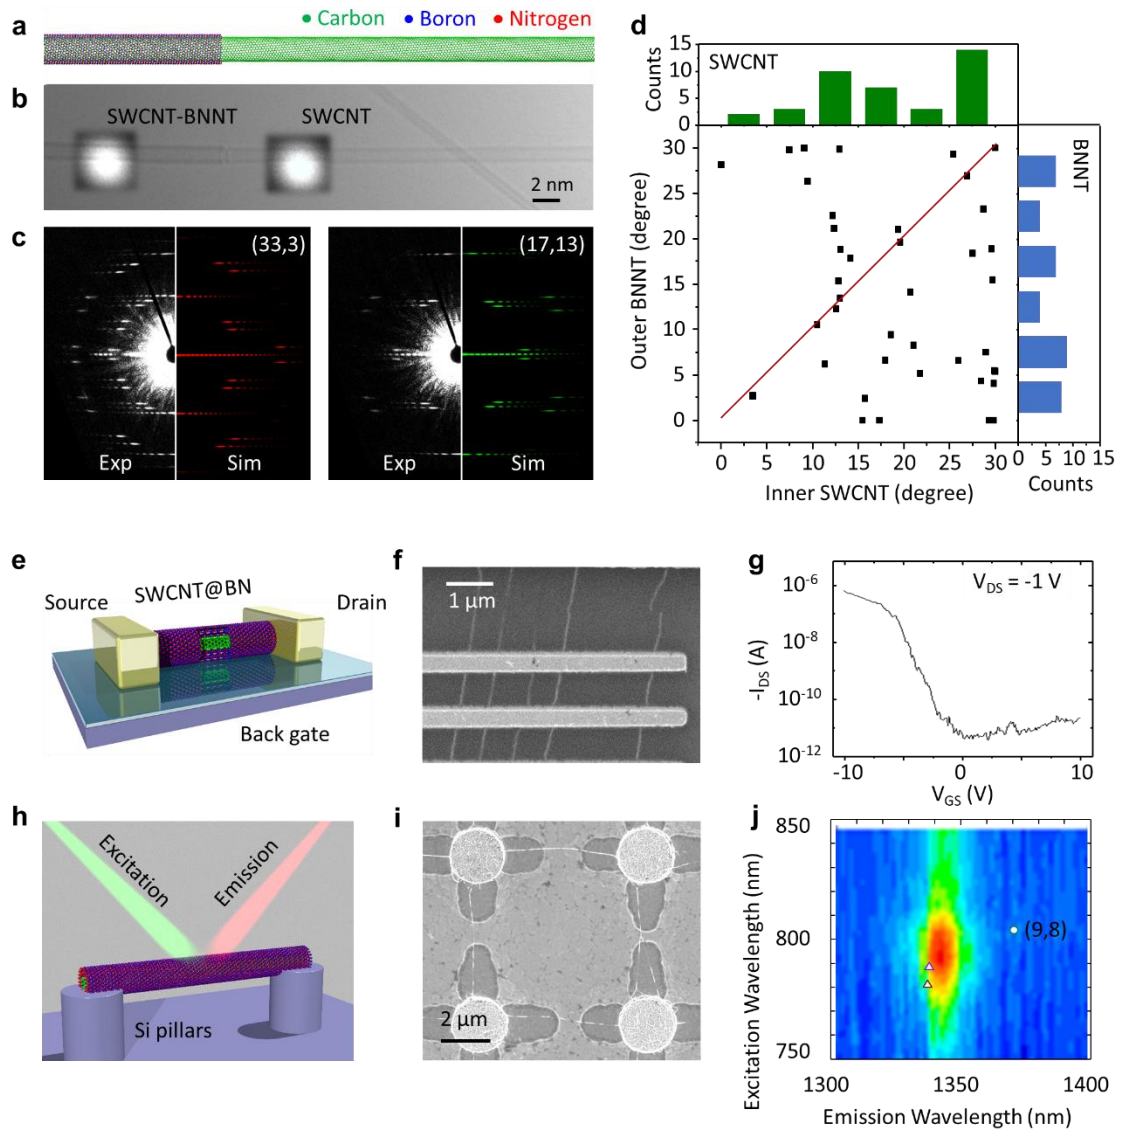 a
• Carbon • Boron • Nitrogen
b
SWCNT-BNNT SWCNT
2 nm
c
(33,3) (17,13)
Exp Sim Exp Sim
d
15
10
5
0
Counts
SWCNT
BNNT
30
25
20
15
10
5
0
Outer BNNT (degree)
0 5 10 15 20 25 30
Inner SWCNT (degree)
0 5 10 15
Counts
e
SWCNT@BN
Source Drain
Back gate
f
1 μm
g
V_DS = -1 V
10^-6
10^-8
10^-10
10^-12
-I_DS (A)
-10 0 10
V_GS (V)
h
Excitation Emission
Si pillars
i
2 μm
j
850
800
750
Excitation Wavelength (nm)
(9,8)
1300 1350 1400
Emission Wavelength (nm)